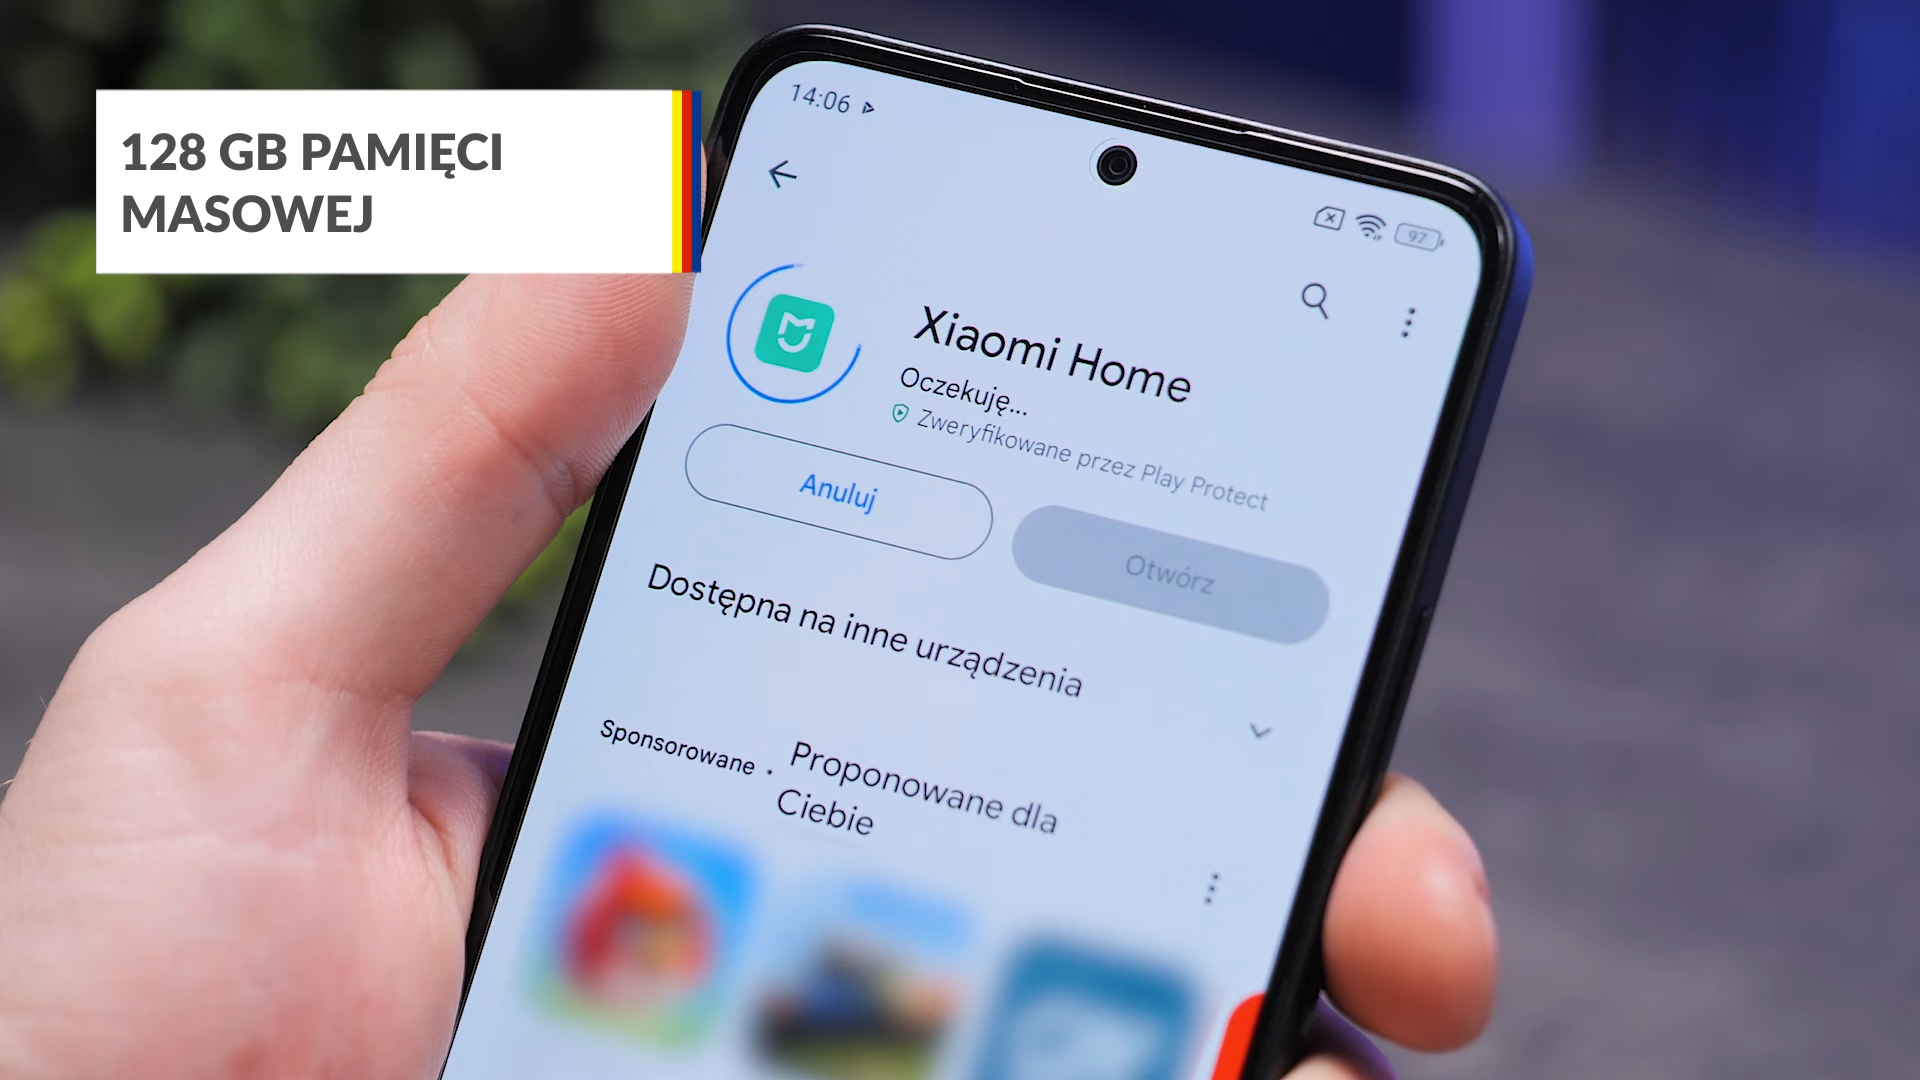 128 GB PAMIĘCI
MASOWEJ
14:06
97
Xiaomi Home
Oczekuję...
Zweryfikowane przez Play Protect
Anuluj
Otwórz
Dostępna na inne urządzenia
Sponsorowane · Proponowane dla
Ciebie